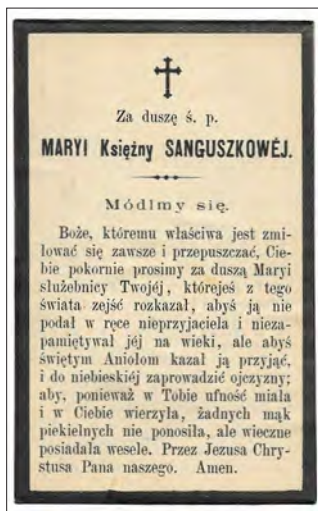 Za duszę ś. p.
MARYI Księżny SANGUSZKOWÉJ.
Módlmy się.
Boże, któremu właściwa jest zmi-
łować się zawsze i przepuszczać, Cie-
bie pokornie prosimy za duszą Maryi
służebnicy Twojéj, którejeś z tego
świata zejść rozkazał, abyś ją nie
podał w ręce nieprzyjaciela i nieza-
pamiętywał jéj na wieki, ale abyś
świętym Aniołom kazał ją przyjąć,
i do niebieskiéj zaprowadzić ojczyzny;
aby, ponieważ w Tobie ufność miała
i w Ciebie wierzyła, żadnych mąk
piekielnych nie ponosiła, ale wieczne
posiadała wesele. Przez Jezusa Chry-
stusa Pana naszego. Amen.